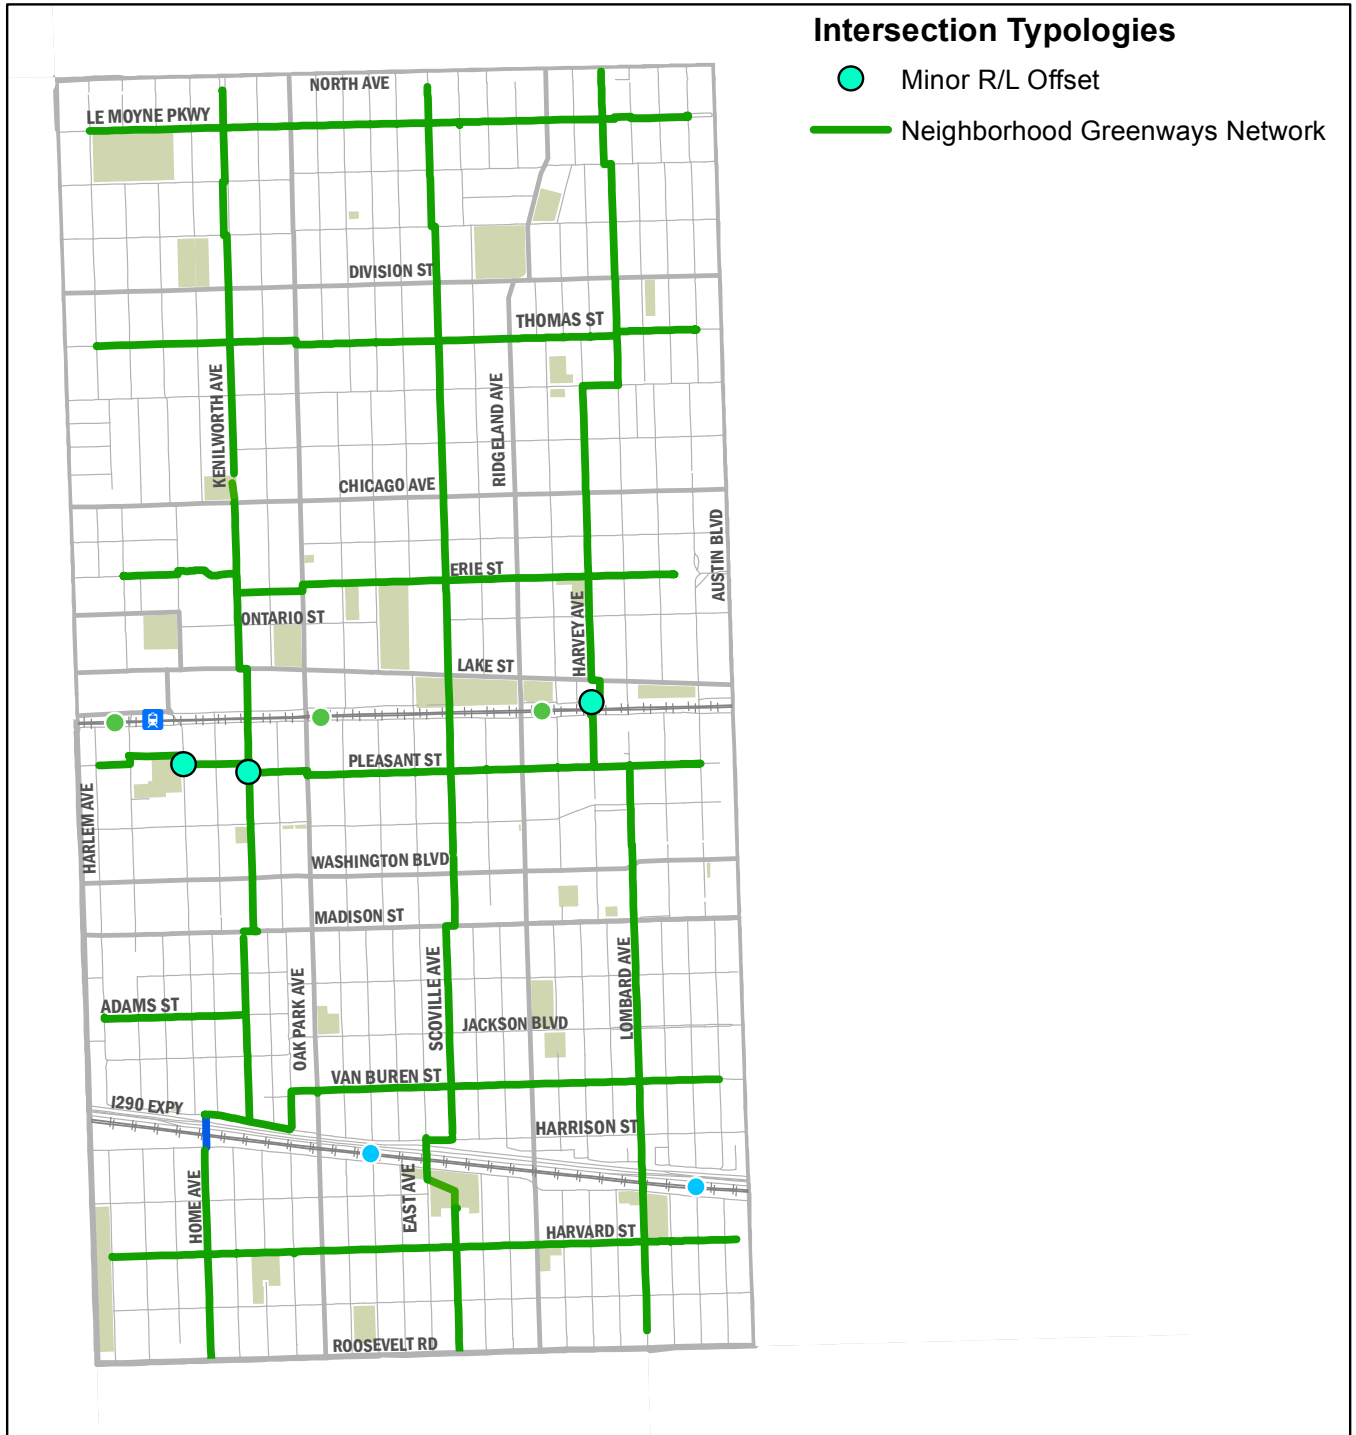 Intersection Typologies
Minor R/L Offset
Neighborhood Greenways Network
NORTH AVE
LE MOYNE PKWY
DIVISION ST
THOMAS ST
KENILWORTH AVE
RIDGELAND AVE
CHICAGO AVE
AUSTIN BLVD
ERIE ST
ONTARIO ST
HARVEY AVE
LAKE ST
PLEASANT ST
HARLEM AVE
WASHINGTON BLVD
MADISON ST
ADAMS ST
OAK PARK AVE
SCOVILLE AVE
LOMBARD AVE
JACKSON BLVD
VAN BUREN ST
I290 EXPY
HARRISON ST
HOME AVE
EAST AVE
HARVARD ST
ROOSEVELT RD